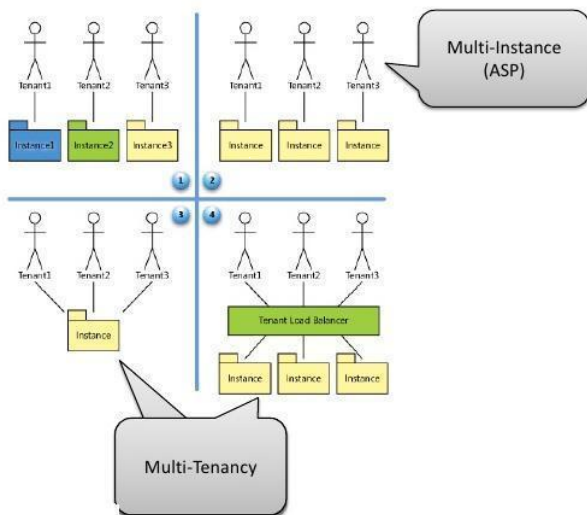 Tenant1 Tenant2 Tenant3
Instance1 Instance2 Instance3
Tenant1 Tenant2 Tenant3
Instance Instance Instance
Multi-Instance
(ASP)
1 2
3 4
Tenant1 Tenant2 Tenant3
Instance
Tenant1 Tenant2 Tenant3
Tenant Load Balancer
Instance Instance Instance
Multi-Tenancy